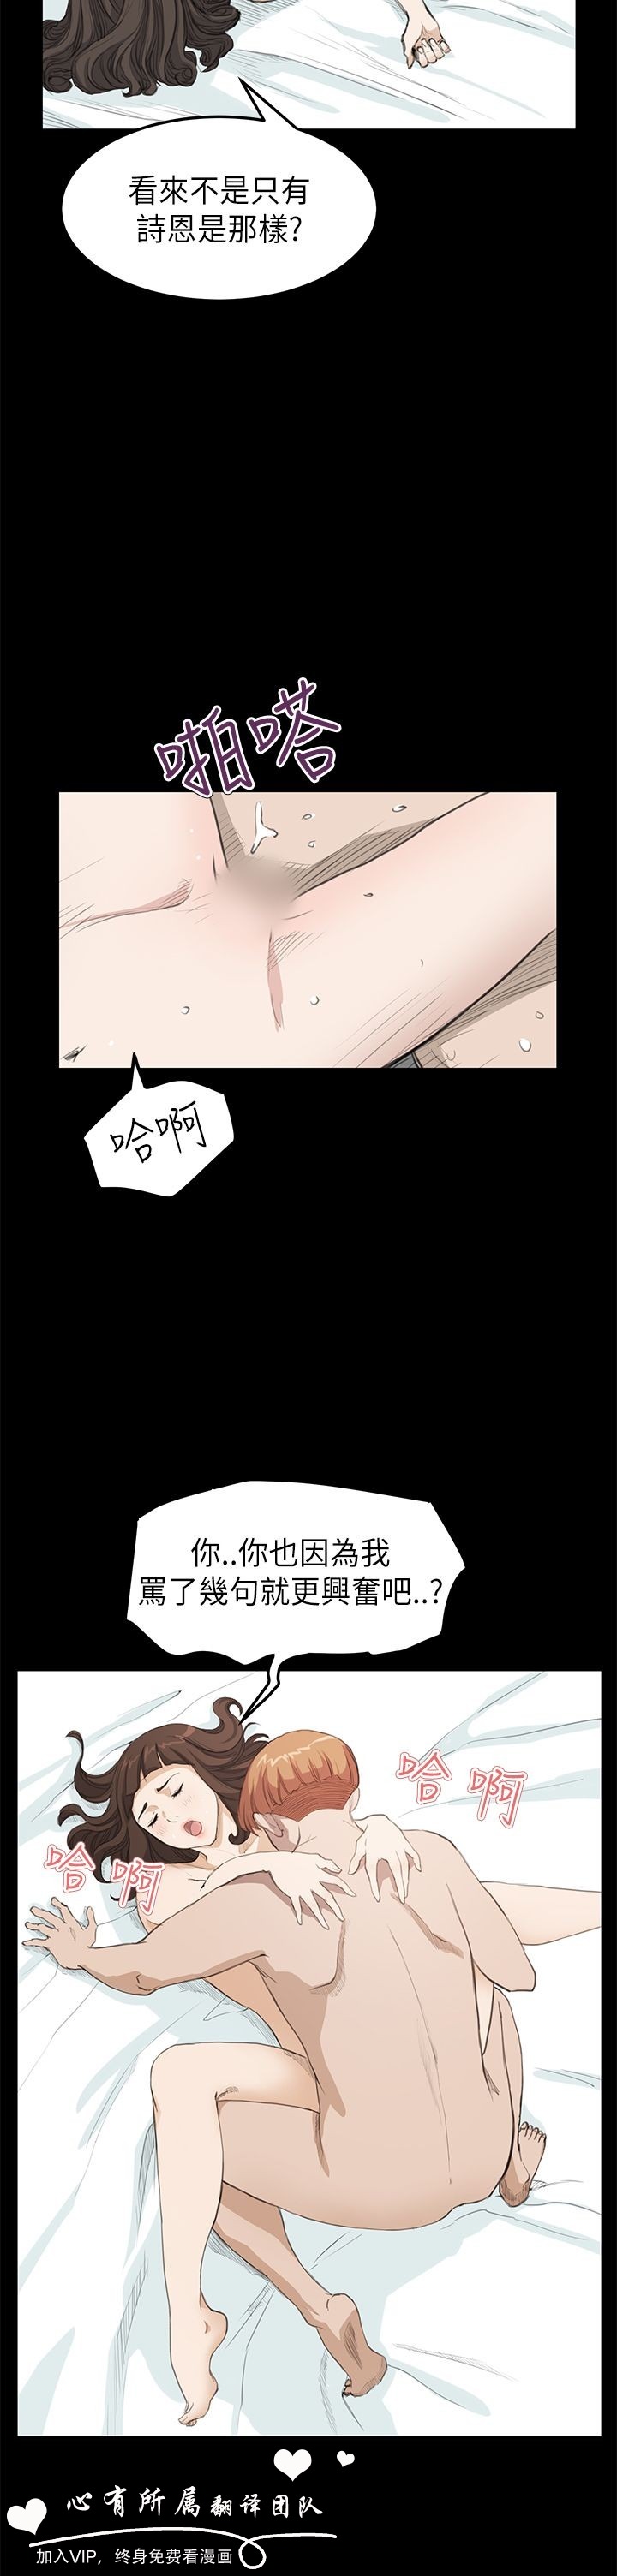 看來不是只有
詩恩是那樣?
啪嗒
哈啊
你..你也因為我
罵了幾句就更興奮吧..?
哈啊
哈啊
心有所属翻译团队
加入VIP，终身免费看漫画